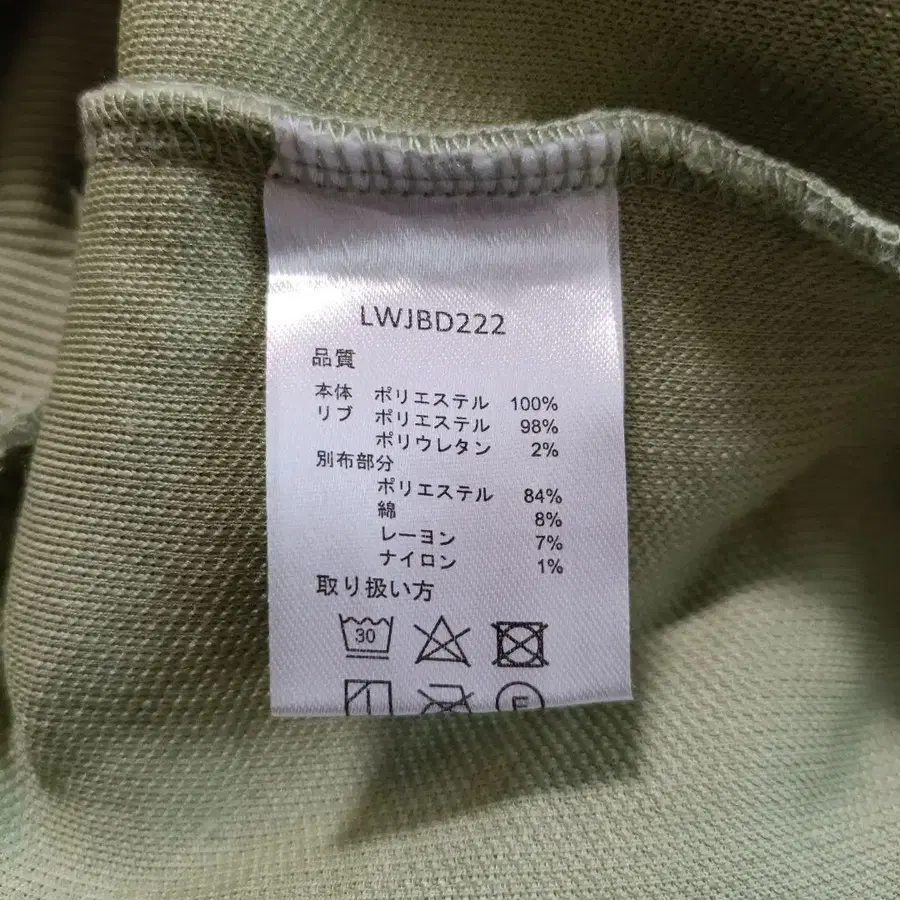 LWJBD222
品質
本体 ポリエステル 100%
リブ ポリエステル 98%
ポリウレタン 2%
別布部分
ポリエステル 84%
綿 8%
レーヨン 7%
ナイロン 1%
取り扱い方
30